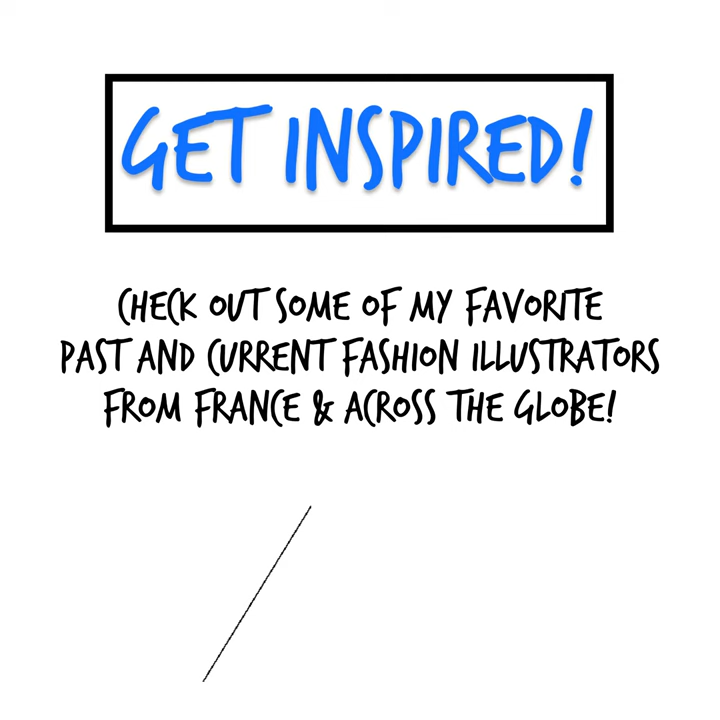 GET INSPIRED!
CHECK OUT SOME OF MY FAVORITE
PAST AND CURRENT FASHION ILLUSTRATORS
FROM FRANCE & ACROSS THE GLOBE!